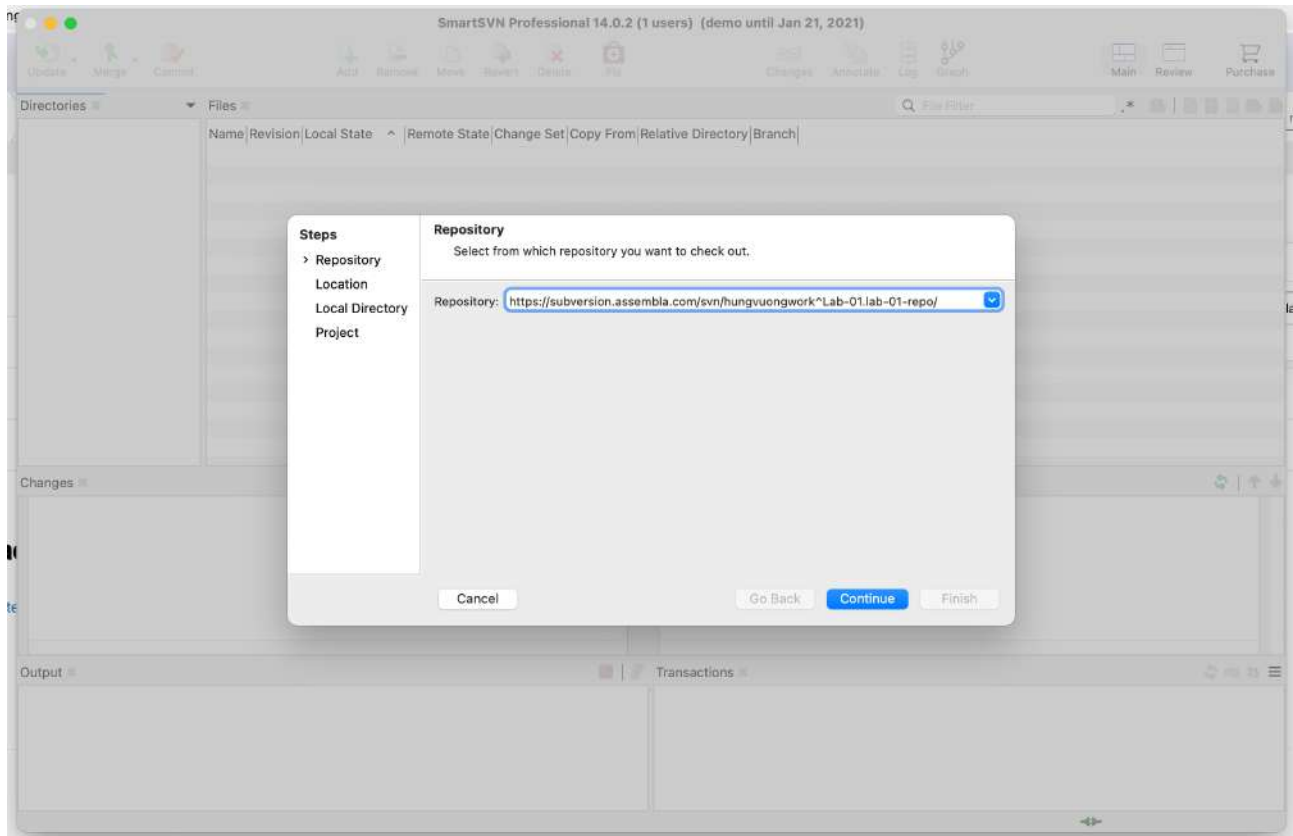 SmartSVN Professional 14.0.2 (1 users) (demo until Jan 21, 2021)
Update Merge Commit Add Remove Move Revert Delete Changes Annotate Log Graph Main Review Purchase
Directories Files File Filter .*
Name Revision Local State Remote State Change Set Copy From Relative Directory Branch
Steps
> Repository
Location
Local Directory
Project
Repository
Select from which repository you want to check out.
Repository: https://subversion.assembla.com/svn/hungvuongwork^Lab-01.lab-01-repo/
Cancel Go Back Continue Finish
Changes
Output Transactions